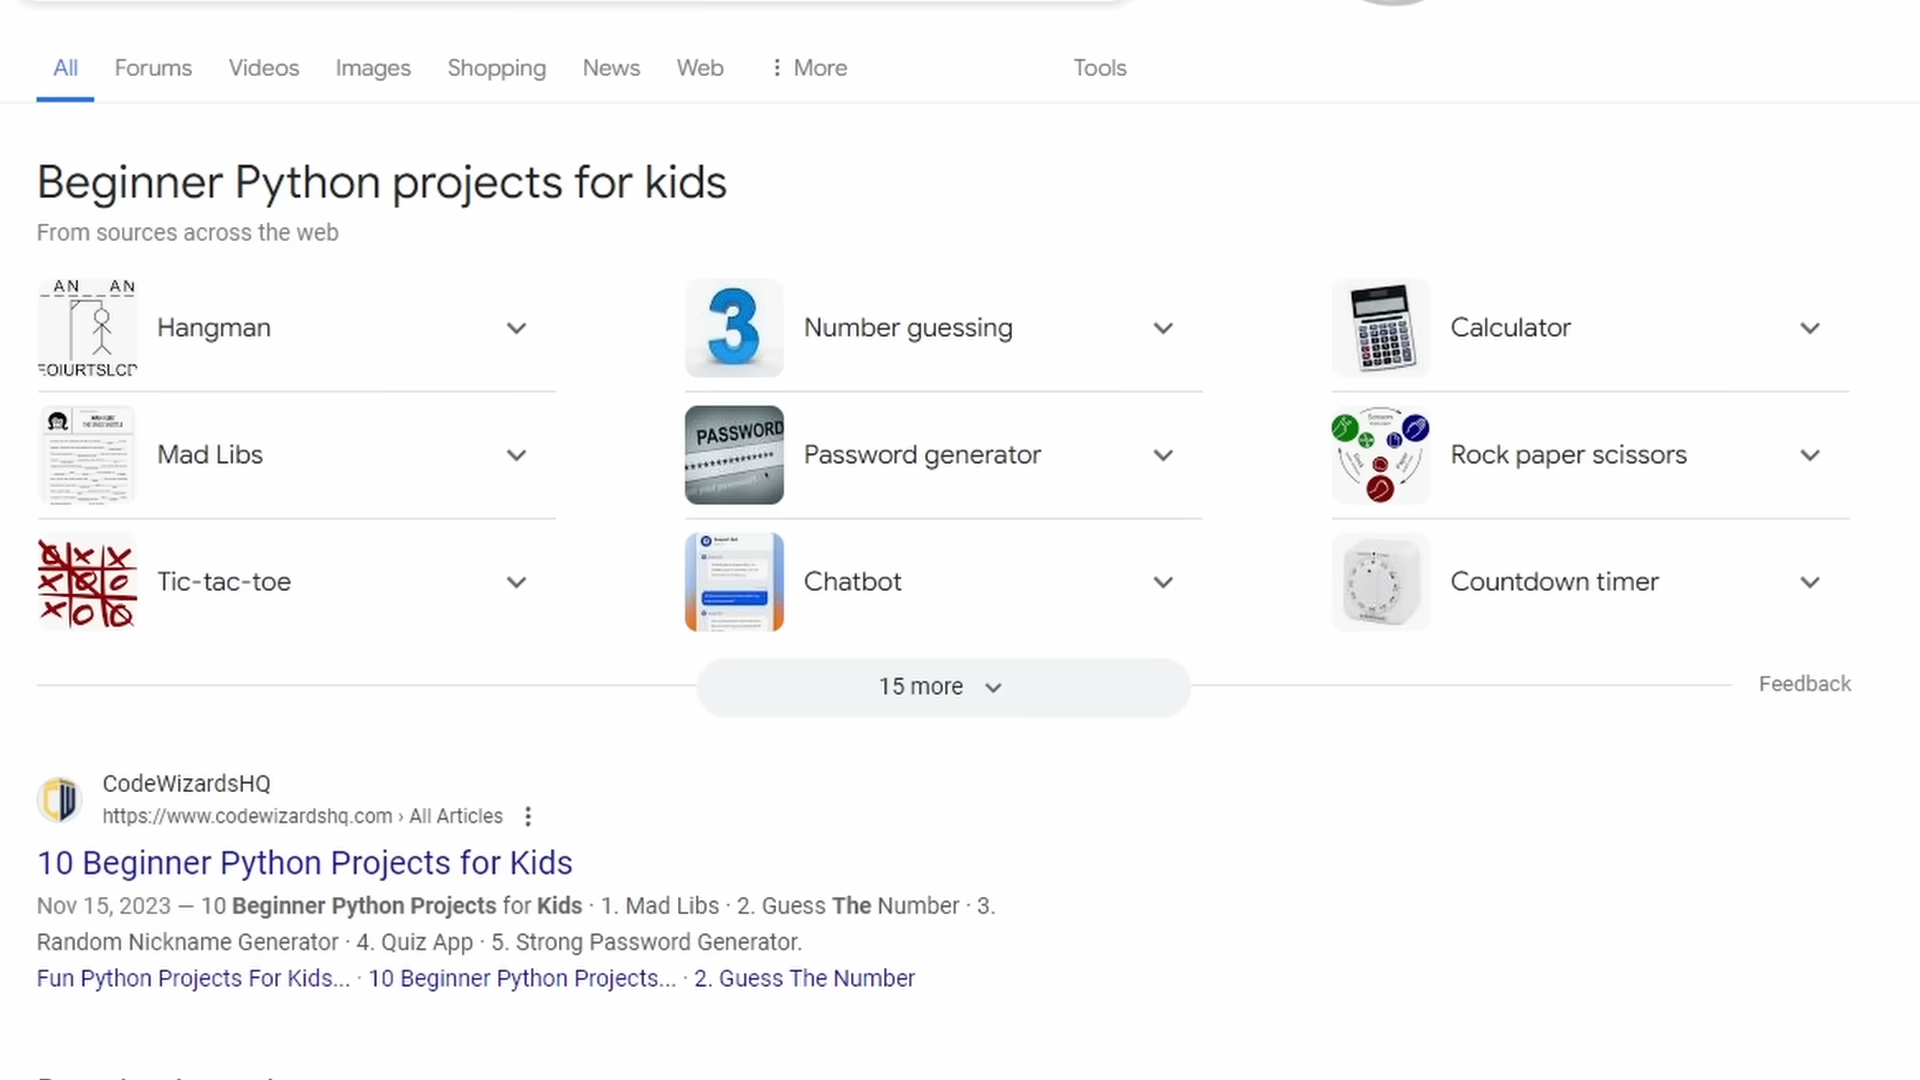 All Forums Videos Images Shopping News Web More Tools
Beginner Python projects for kids
From sources across the web
AN AN
EOIURTSLCD
Hangman
3
Number guessing
Calculator
Mad Libs
PASSWORD
Password generator
Rock paper scissors
Tic-tac-toe
Chatbot
Countdown timer
15 more
Feedback
CodeWizardsHQ
https://www.codewizardshq.com › All Articles
10 Beginner Python Projects for Kids
Nov 15, 2023 — 10 Beginner Python Projects for Kids · 1. Mad Libs · 2. Guess The Number · 3.
Random Nickname Generator · 4. Quiz App · 5. Strong Password Generator.
Fun Python Projects For Kids... · 10 Beginner Python Projects... · 2. Guess The Number